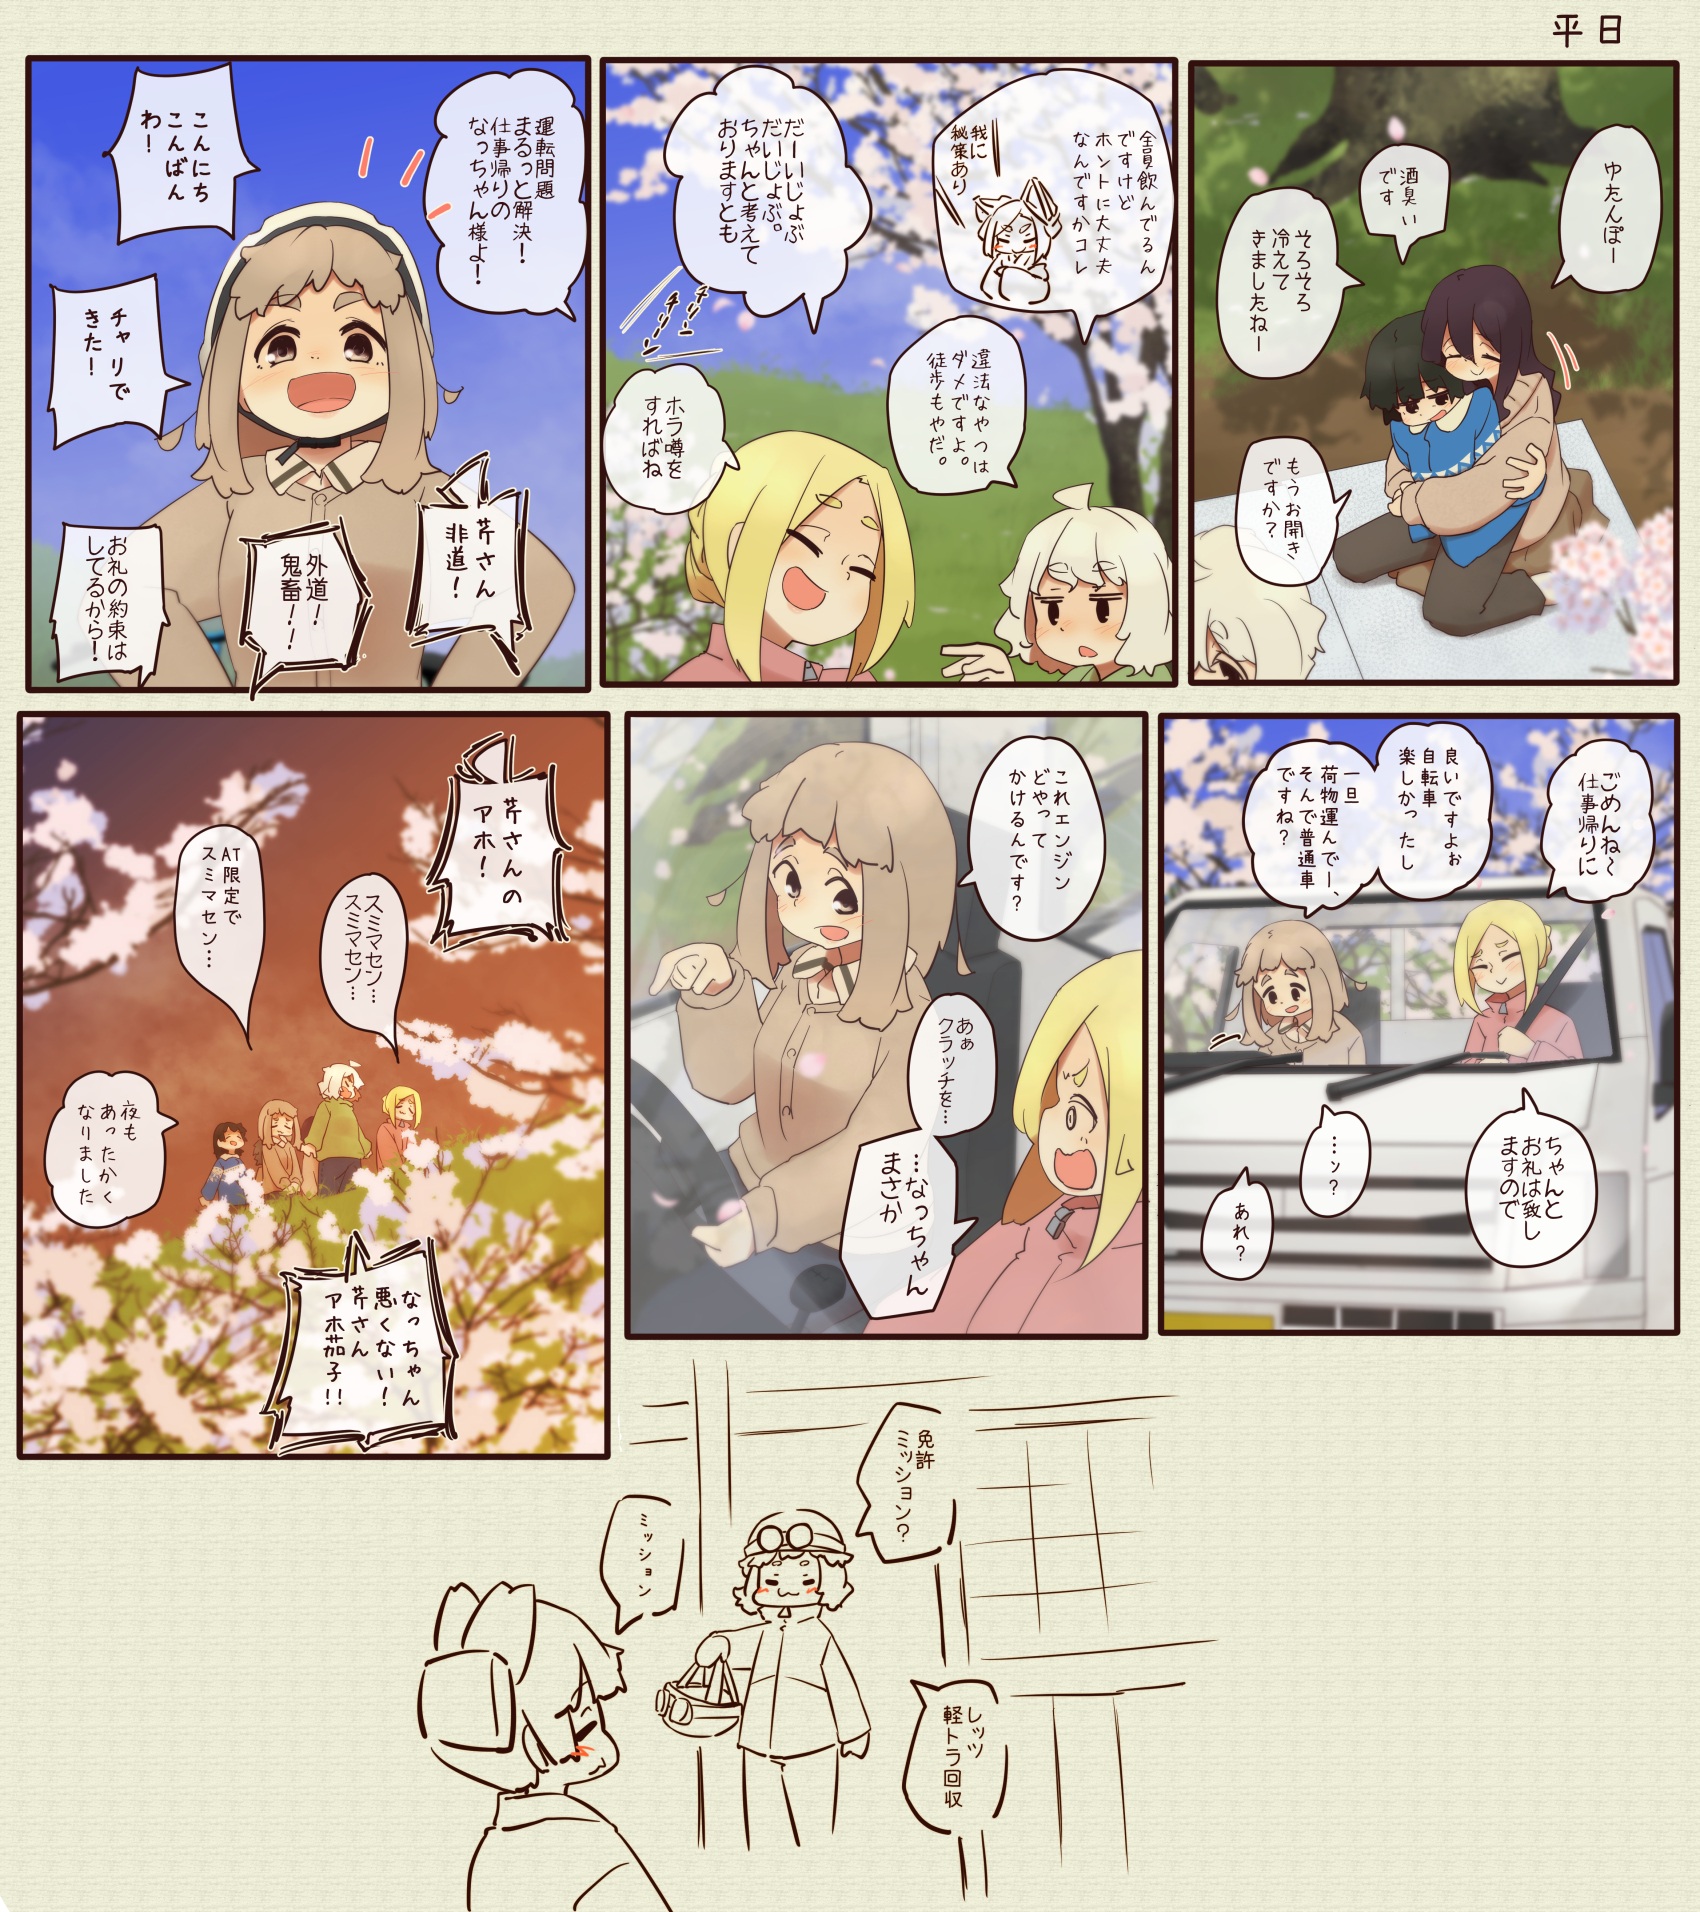 平日
ゆたんぽー
酒臭い
です
そろそろ
冷えて
きましたねー
もうお開き
ですか?
全員飲んでるん
ですけど
ホントに大丈夫
なんですかコレ
我に
秘策あり
だーいじょぶ
だいじょぶ。
ちゃんと考えて
おりますとも
違法なやつは
ダメですよ。
徒歩もやだ。
チリーン
チリーン
ホラ噂を
すればね
運転問題
まるっと解決!
仕事帰りの
なっちゃん様よ!
こんにち
こんばん
わ!
チャリで
きた!
芹さん
非道!
外道!
鬼畜!!
お礼の約束は
してるから!
ごめんね〜
仕事帰りに
良いですよぉ
自転車
楽しかったし
一旦
荷物運んでー、
そんで普通車
ですね?
ちゃんと
お礼は致し
ますので
…ン?
あれ?
これエンジン
どやって
かけるんです?
あぁ
クラッチを…
…なっちゃん
まさか
芹さんの
アホ!
スミマセン…
スミマセン…
AT限定で
スミマセン…
夜も
あったかく
なりました
なっちゃん
悪くない!
芹さん
アホ茄子!!
免許
ミッション?
ミッション
レッツ
軽トラ回収